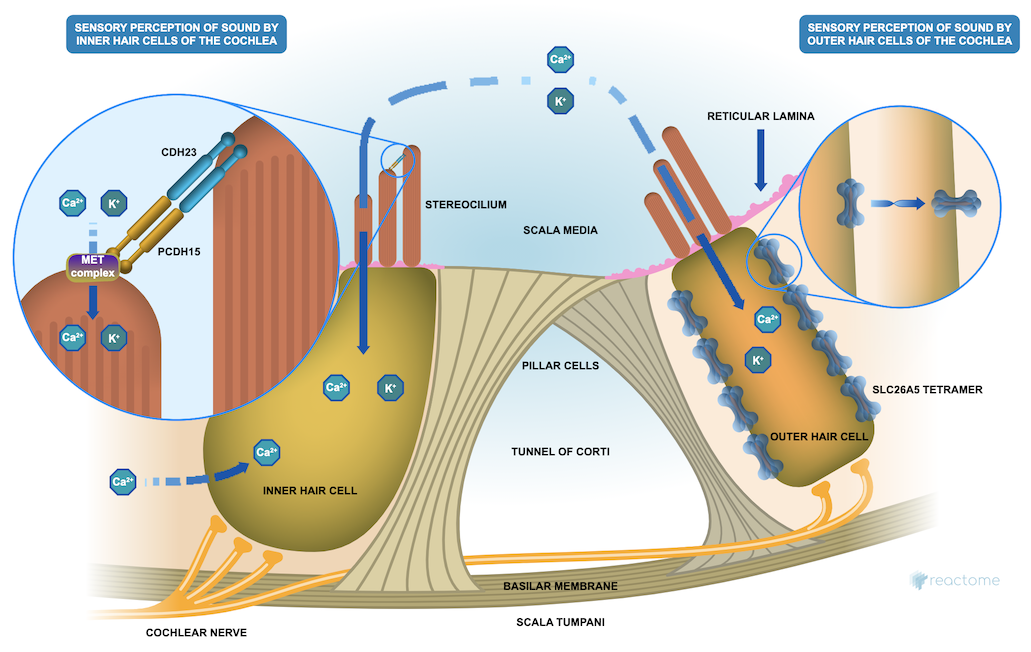 SENSORY PERCEPTION OF SOUND BY
INNER HAIR CELLS OF THE COCHLEA
SENSORY PERCEPTION OF SOUND BY
OUTER HAIR CELLS OF THE COCHLEA
Ca²⁺
K⁺
RETICULAR LAMINA
CDH23
Ca²⁺
K⁺
STEREOCILIUM
PCDH15
SCALA MEDIA
MET
complex
Ca²⁺
K⁺
Ca²⁺
K⁺
PILLAR CELLS
Ca²⁺
K⁺
SLC26A5 TETRAMER
OUTER HAIR CELL
Ca²⁺
TUNNEL OF CORTI
Ca²⁺
INNER HAIR CELL
BASILAR MEMBRANE
reactome
SCALA TUMPANI
COCHLEAR NERVE